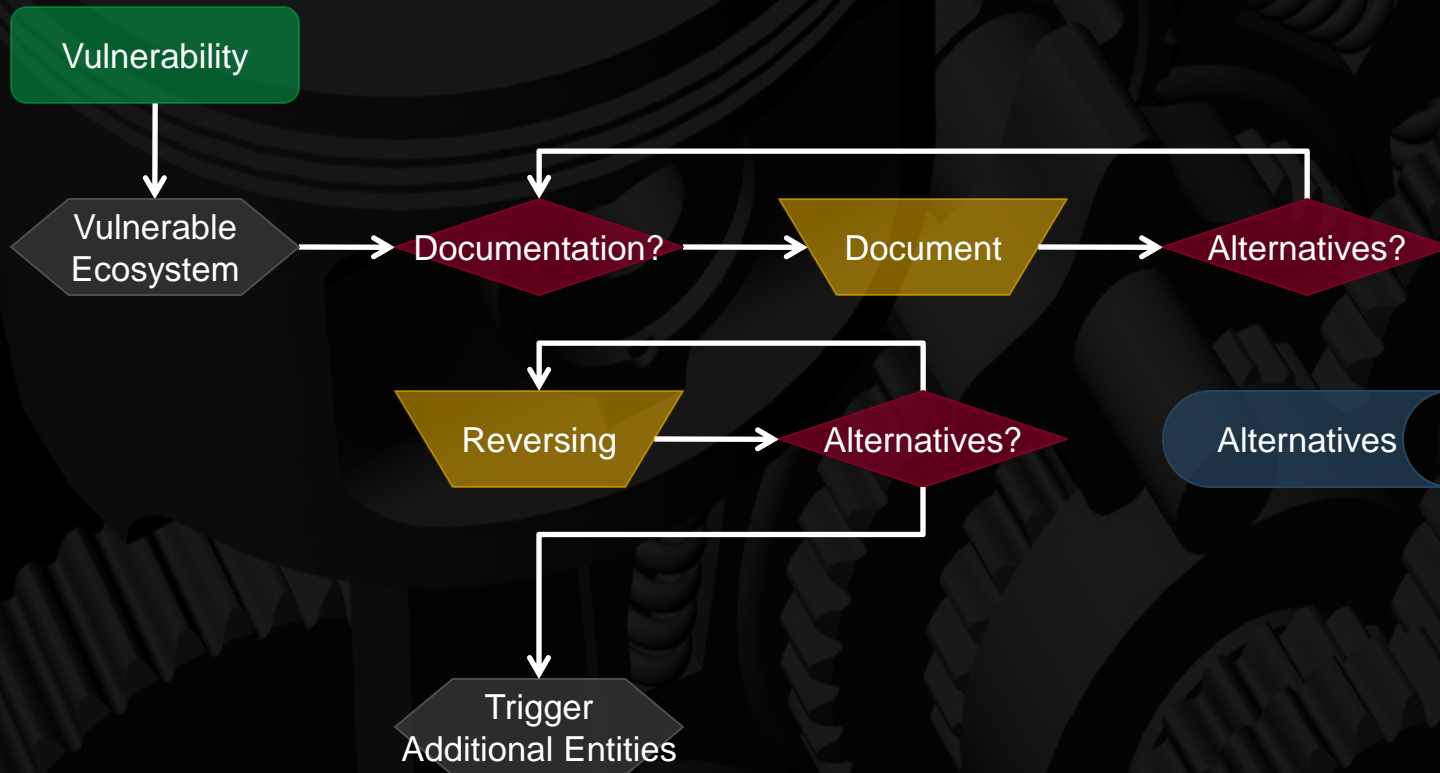 Vulnerability
Vulnerable
Ecosystem
Documentation?
Document
Alternatives?
Reversing
Alternatives?
Alternatives
Trigger
Additional Entities